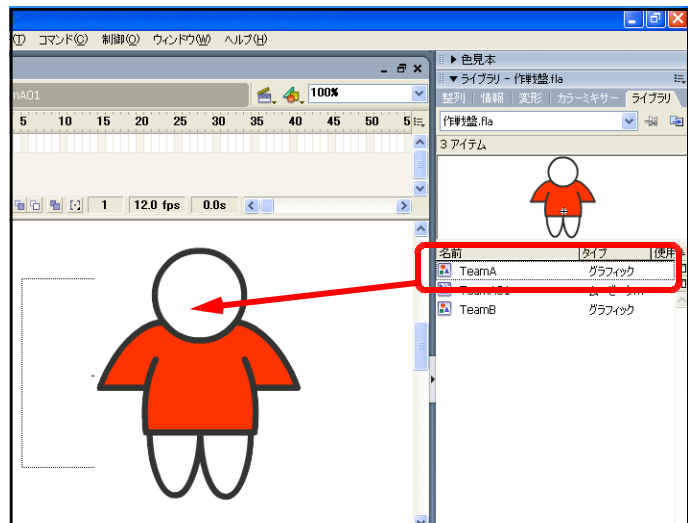 (T) コマンド(C) 制御(O) ウィンドウ(W) ヘルプ(H)
色見本
ライブラリ - 作戦盤.fla
mA01
100%
整列 情報 変形 カラーミキサー ライブラリ
5 10 15 20 25 30 35 40 45 50 5
作戦盤.fla
3 アイテム
1 12.0 fps 0.0s
名前 タイプ 使用
TeamA グラフィック
TeamB グラフィック